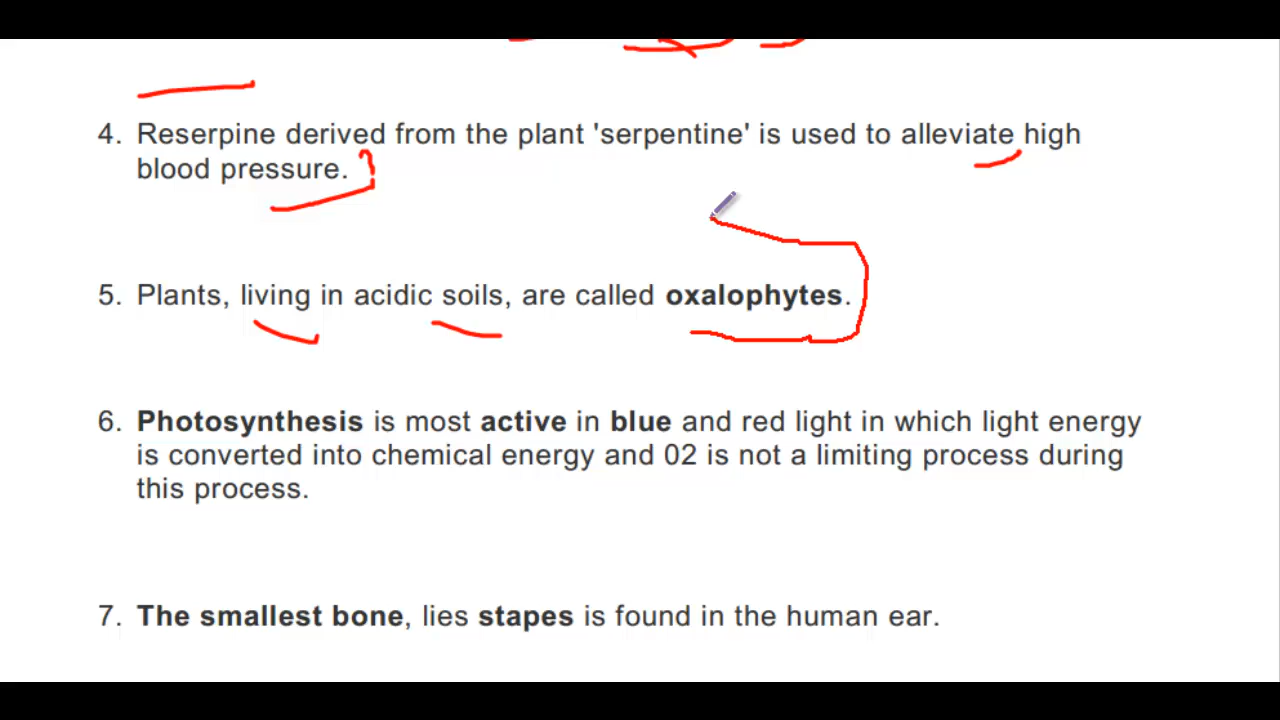 4. Reserpine derived from the plant 'serpentine' is used to alleviate high
blood pressure.
5. Plants, living in acidic soils, are called oxalophytes.
6. Photosynthesis is most active in blue and red light in which light energy
is converted into chemical energy and 02 is not a limiting process during
this process.
7. The smallest bone, lies stapes is found in the human ear.